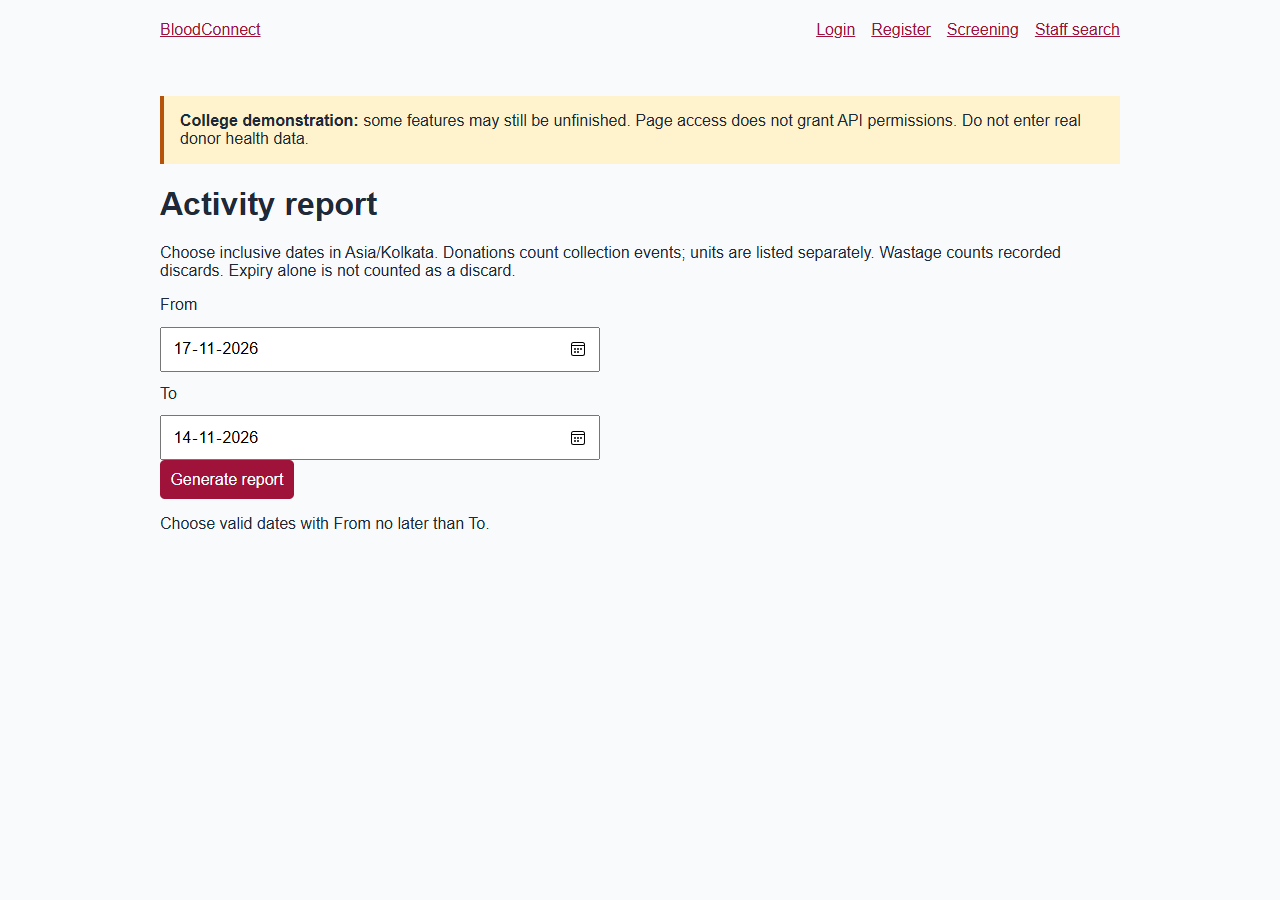 BloodConnect
Login Register Screening Staff search
College demonstration: some features may still be unfinished. Page access does not grant API permissions. Do not enter real
donor health data.
Activity report
Choose inclusive dates in Asia/Kolkata. Donations count collection events; units are listed separately. Wastage counts recorded
discards. Expiry alone is not counted as a discard.
From
17-11-2026
To
14-11-2026
Generate report
Choose valid dates with From no later than To.